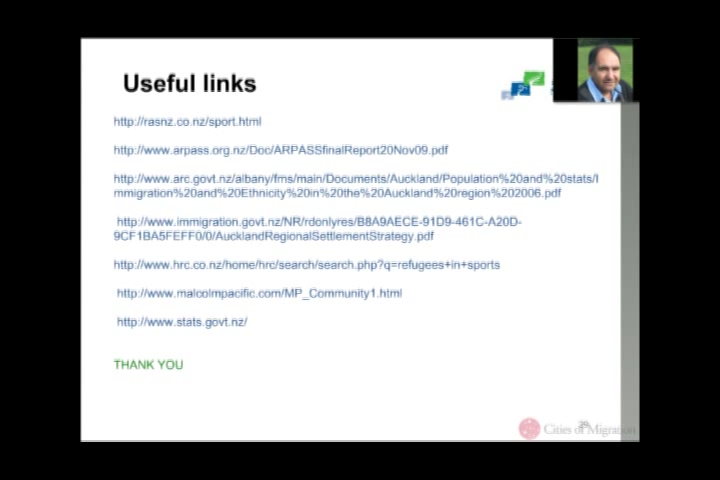 Useful links
http://rasnz.co.nz/sport.html
http://www.arpass.org.nz/Doc/ARPASSfinalReport20Nov09.pdf
http://www.arc.govt.nz/albany/fms/main/Documents/Auckland/Population%20and%20stats/I
mmigration%20and%20Ethnicity%20in%20the%20Auckland%20region%202006.pdf
http://www.immigration.govt.nz/NR/rdonlyres/B8A9AECE-91D9-461C-A20D-
9CF1BA5FEFF0/0/AucklandRegionalSettlementStrategy.pdf
http://www.hrc.co.nz/home/hrc/search/search.php?q=refugees+in+sports
http://www.malcolmpacific.com/MP_Community1.html
http://www.stats.govt.nz/
THANK YOU
Cities of Migration